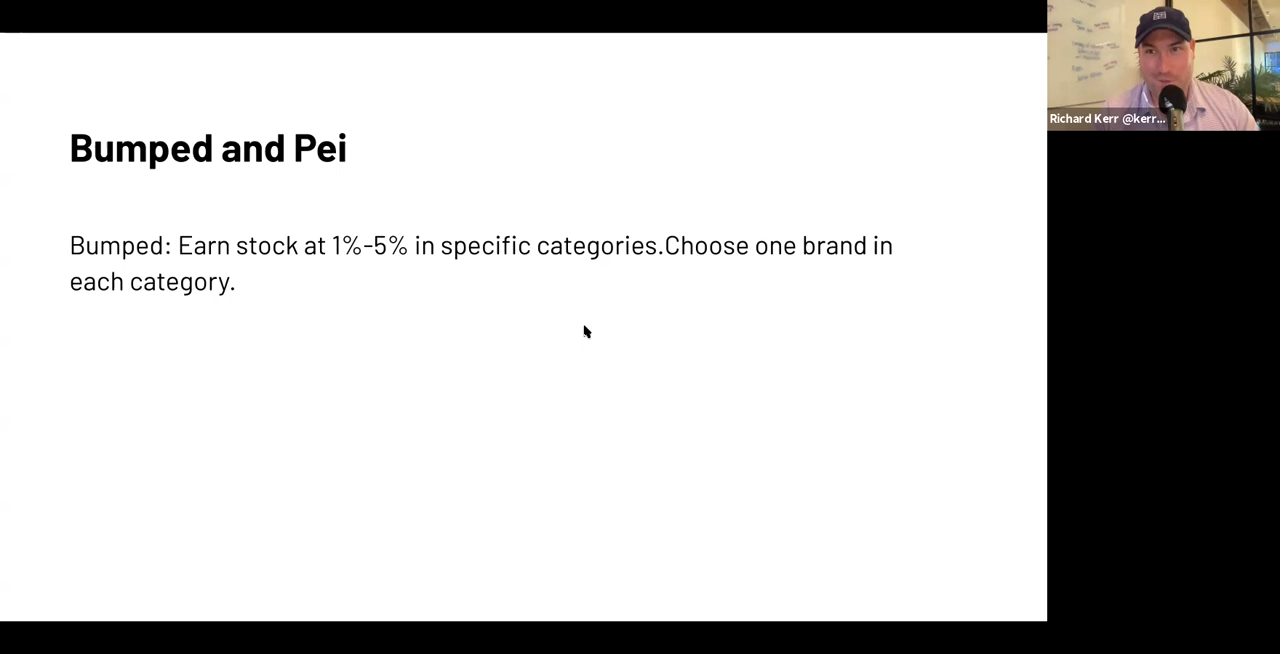 Bumped and Pei
Bumped: Earn stock at 1%-5% in specific categories.Choose one brand in
each category.
Richard Kerr @kerr...